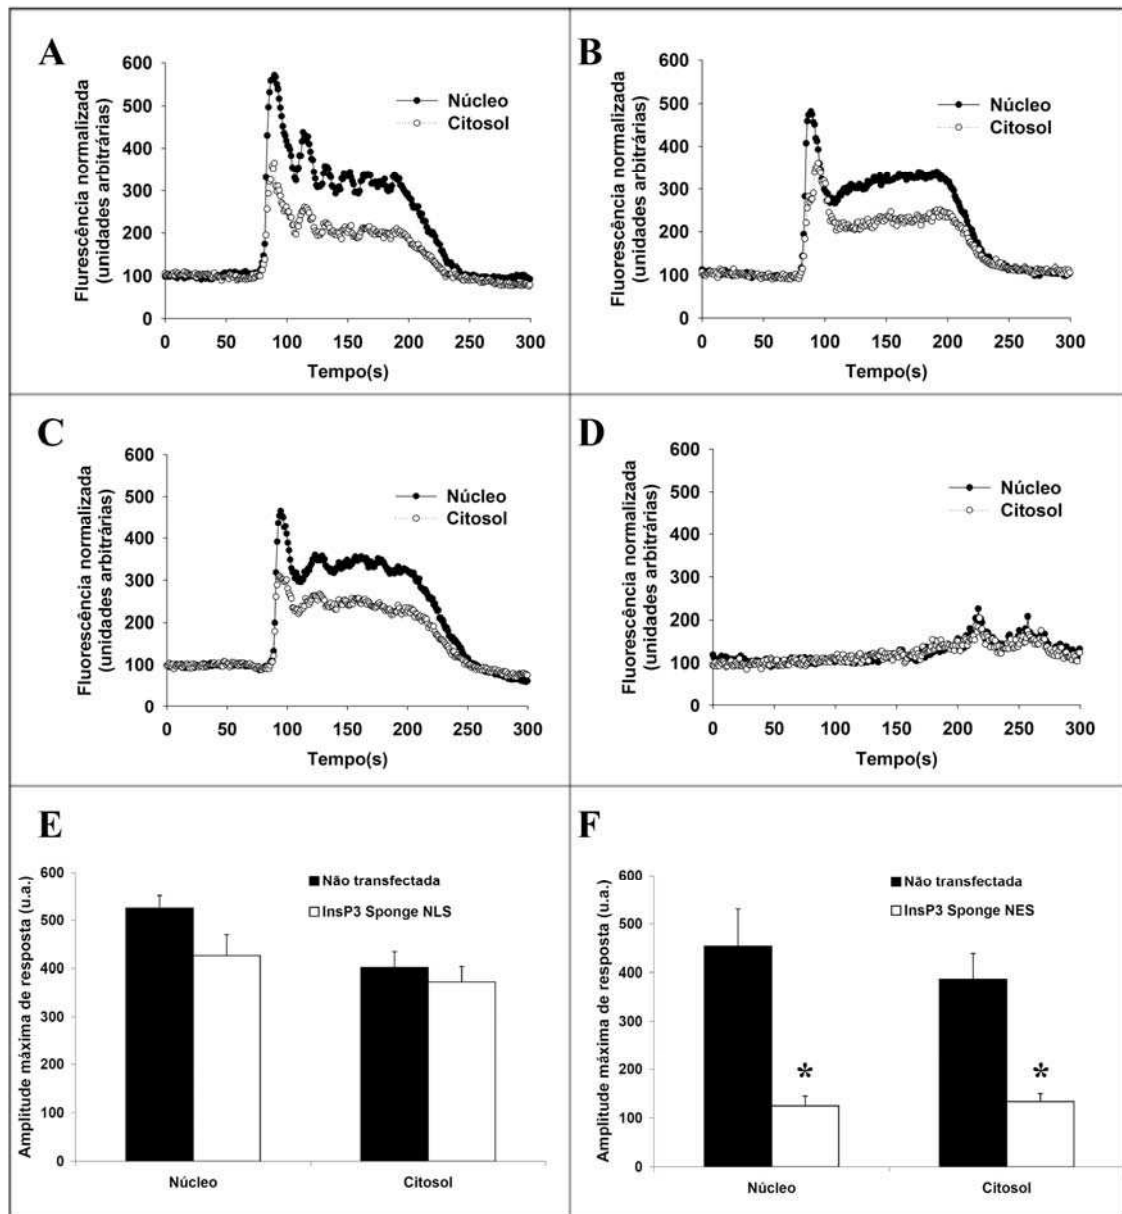 A
Flurescência normalizada
(unidades arbitrárias)
600
500
400
300
200
100
0
Núcleo
Citosol
0 50 100 150 200 250 300
Tempo(s)
B
Fluorescência normalizada
(unidades arbitrárias)
600
500
400
300
200
100
0
Núcleo
Citosol
0 50 100 150 200 250 300
Tempo(s)
C
Fluorescência normalizada
(unidades arbitrárias)
600
500
400
300
200
100
0
Núcleo
Citosol
0 50 100 150 200 250 300
Tempo(s)
D
Fluorescência normalizada
(unidades arbitrárias)
600
500
400
300
200
100
0
Núcleo
Citosol
0 50 100 150 200 250 300
Tempo(s)
E
Amplitude máxima de resposta (u.a.)
600
500
400
300
200
100
0
Não transfectada
InsP3 Sponge NLS
Núcleo Citosol
F
Amplitude máxima de resposta (u.a.)
600
500
400
300
200
100
0
Não transfectada
InsP3 Sponge NES
* *
Núcleo Citosol